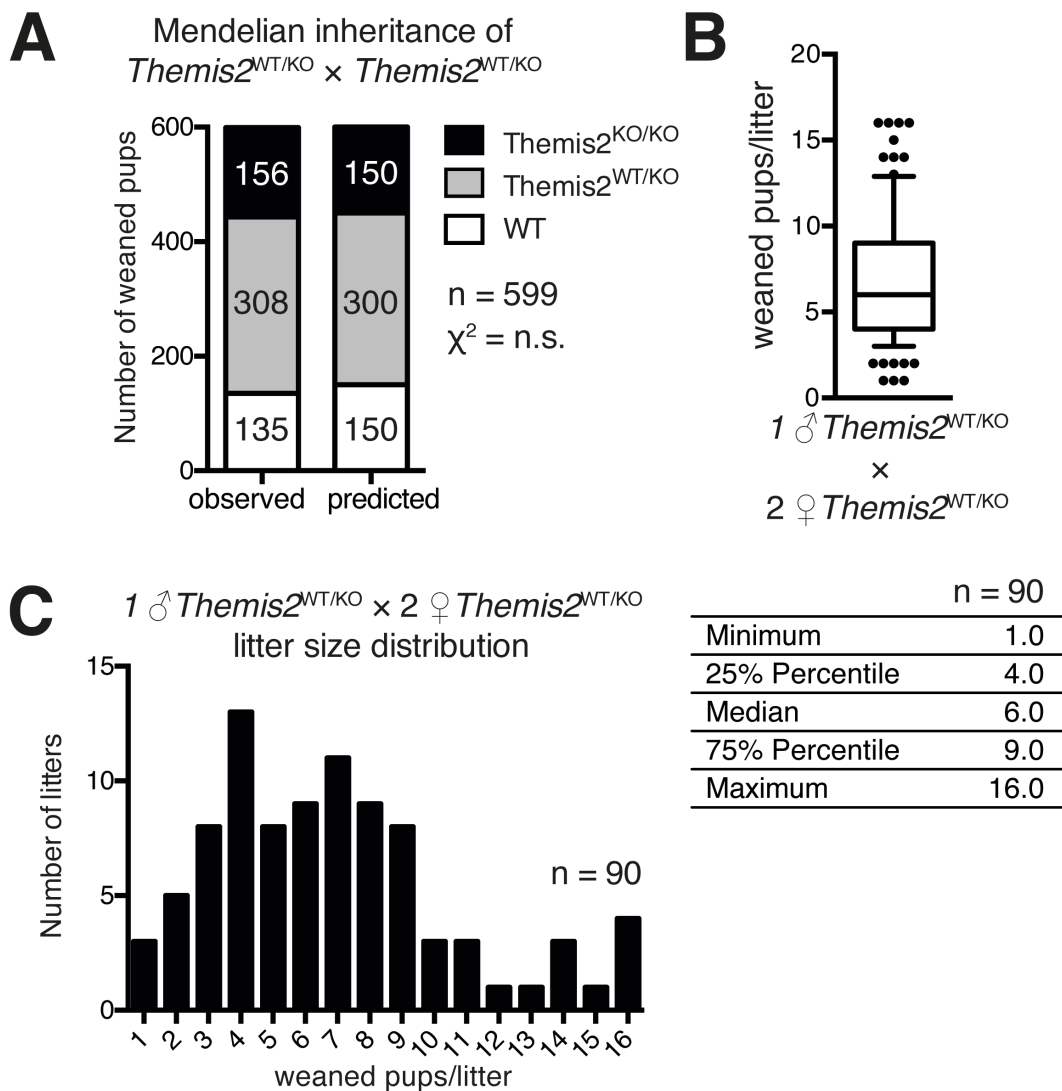 A
Mendelian inheritance of
Themis2WT/KO × Themis2WT/KO
Number of weaned pups
600
400
200
0
156
308
135
150
300
150
observed
predicted
Themis2KO/KO
Themis2WT/KO
WT
n = 599
χ2 = n.s.
B
weaned pups/litter
20
15
10
5
0
1 ♂ Themis2WT/KO
×
2 ♀ Themis2WT/KO
C
1 ♂ Themis2WT/KO × 2 ♀ Themis2WT/KO
litter size distribution
Number of litters
15
10
5
0
n = 90
1 2 3 4 5 6 7 8 9 10 11 12 13 14 15 16
weaned pups/litter
n = 90
Minimum 1.0
25% Percentile 4.0
Median 6.0
75% Percentile 9.0
Maximum 16.0